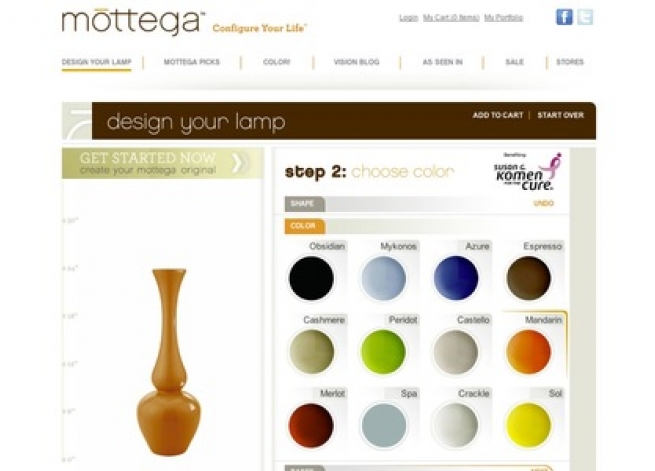 mōttega™ Configure Your Life™
Login My Cart (0 Items) My Portfolio
DESIGN YOUR LAMP MOTTEGA PICKS COLOR! VISION BLOG AS SEEN IN SALE STORES
design your lamp
ADD TO CART START OVER
GET STARTED NOW
create your mottega original
step 2: choose color
Benefiting
SUSAN G.
Komen
FOR THE
CURE.
SHAPE UNDO
COLOR
Obsidian Mykonos Azure Espresso
Cashmere Peridot Castello Mandarin
Merlot Spa Crackle Sol